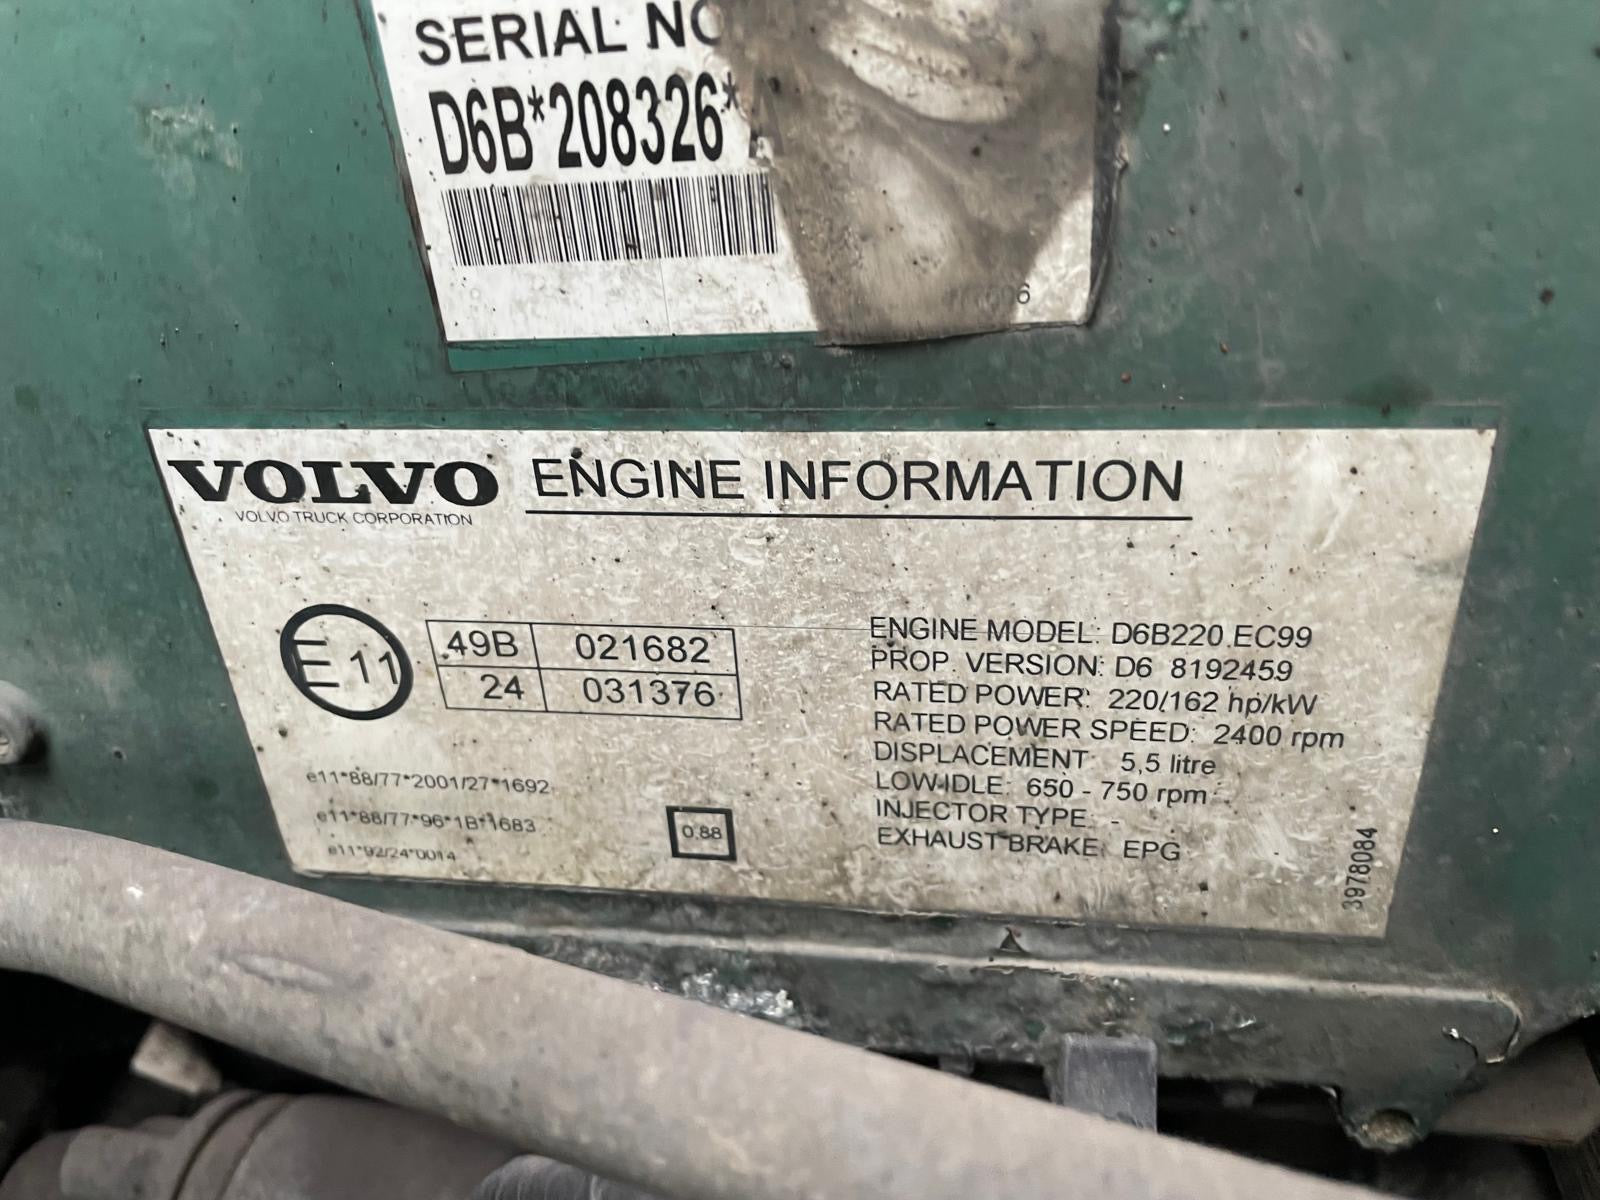 SERIAL NO
D6B*208326*A
VOLVO
VOLVO TRUCK CORPORATION
ENGINE INFORMATION
E 11
49B 021682
24 031376
e11*88/77*2001/27*1692
e11*88/77*96*1B*1683
e11*92/24*0014
0.88
ENGINE MODEL: D6B220 EC99
PROP. VERSION: D6 8192459
RATED POWER: 220/162 hp/kW
RATED POWER SPEED: 2400 rpm
DISPLACEMENT: 5,5 litre
LOW IDLE: 650 - 750 rpm
INJECTOR TYPE: -
EXHAUST BRAKE: EPG
3978084